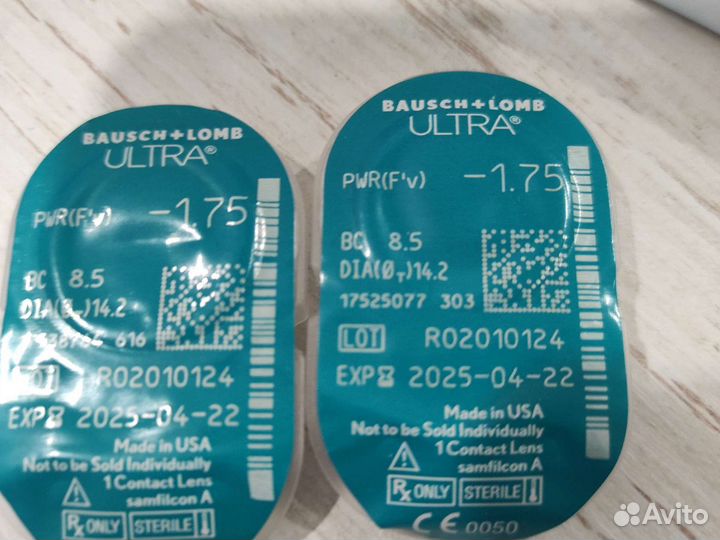 BAUSCH+LOMB
ULTRA®
PWR(F'v) -1.75
BC 8.5
DIA(Ø_T)14.2
616
LOT R02010124
EXP 2025-04-22
Made in USA
Not to be Sold Individually
1 Contact Lens
samfilcon A
Rx ONLY STERILE
BAUSCH+LOMB
ULTRA®
PWR(F'v) -1.75
BC 8.5
DIA(Ø_T)14.2
17525077 303
LOT R02010124
EXP 2025-04-22
Made in USA
Not to be Sold Individually
1 Contact Lens
samfilcon A
Rx ONLY STERILE
CE 0050
Avito